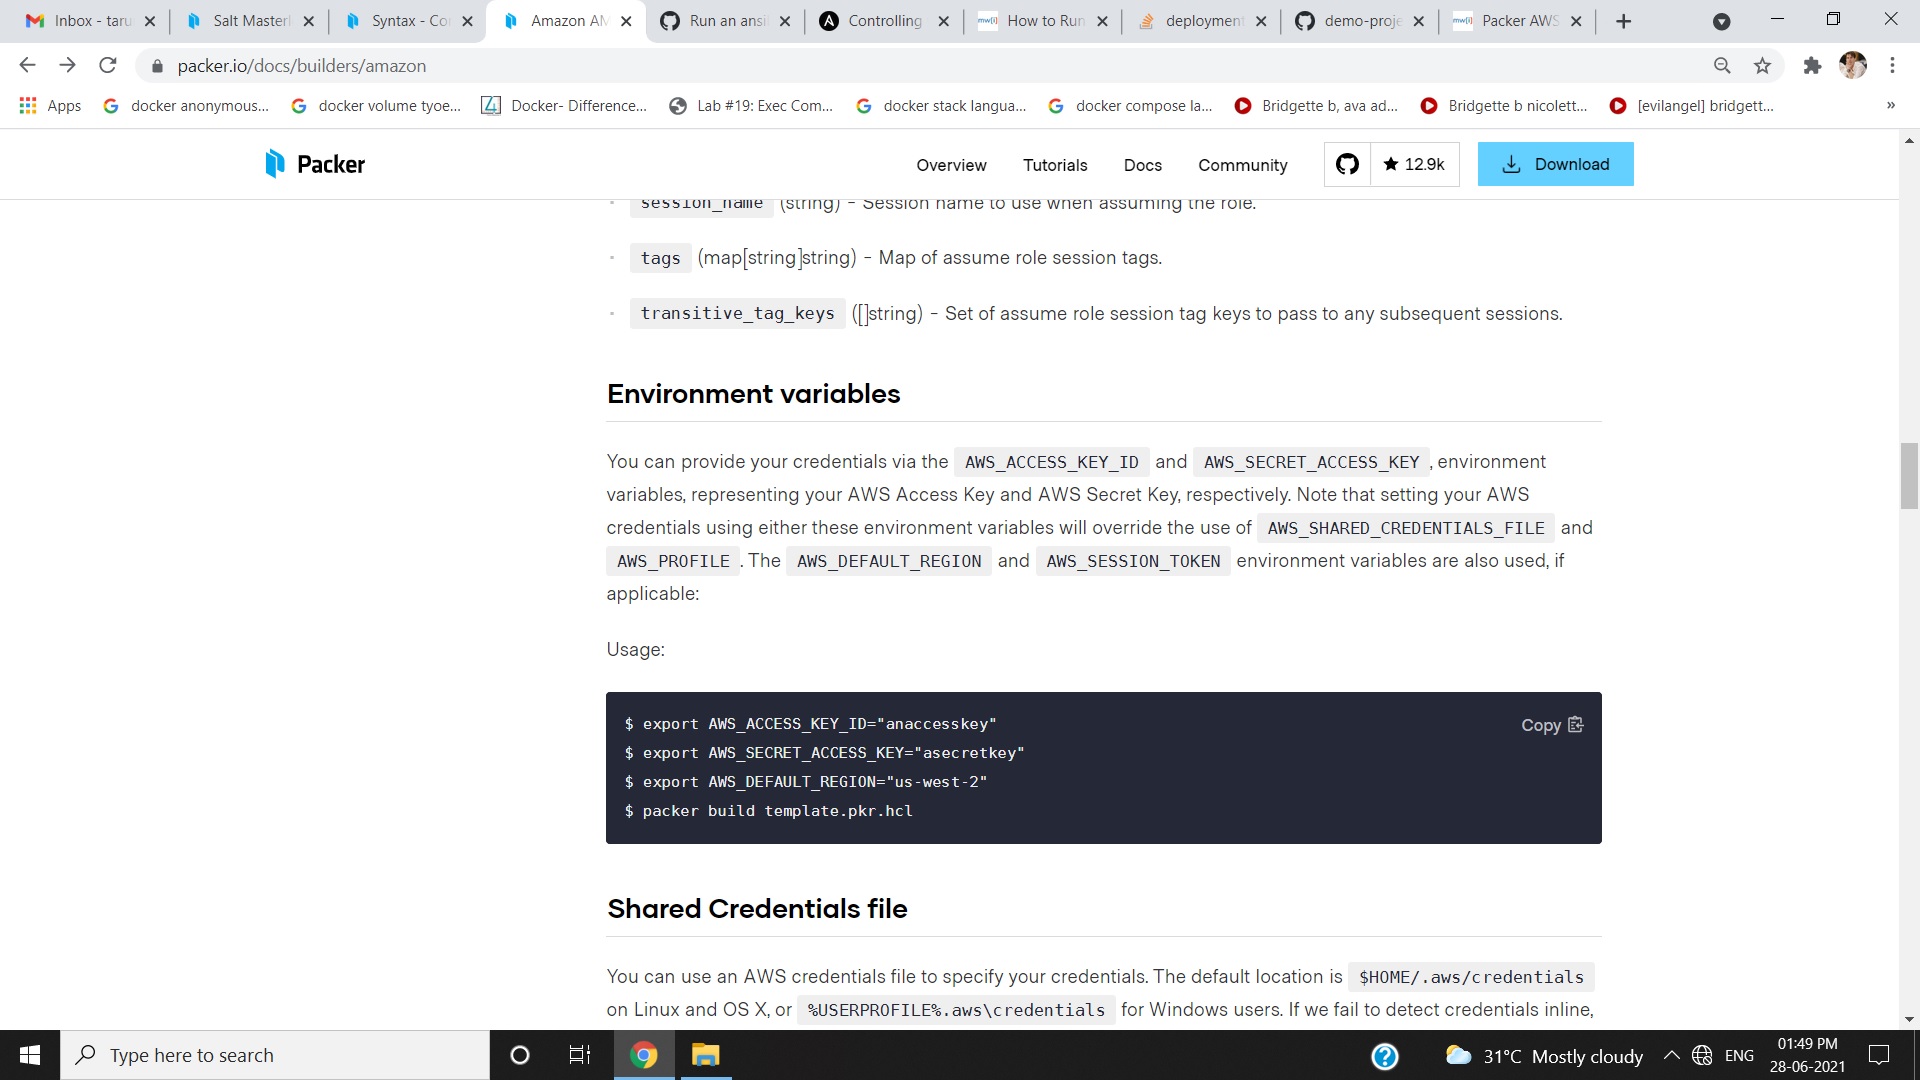 Inbox - taru
Salt Masterl
Syntax - Co
Amazon AM
Run an ansi
Controlling
How to Run
deployment
demo-proje
Packer AWS
packer.io/docs/builders/amazon
Apps
docker anonymous...
docker volume tyoe...
Docker- Difference...
Lab #19: Exec Com...
docker stack langua...
docker compose la...
Bridgette b, ava ad...
Bridgette b nicolett...
[evilangel] bridgett...
»
Packer
Overview
Tutorials
Docs
Community
12.9k
Download
session_name (string) - Session name to use when assuming the role.
tags (map[string]string) - Map of assume role session tags.
transitive_tag_keys ([]string) - Set of assume role session tag keys to pass to any subsequent sessions.
Environment variables
You can provide your credentials via the AWS_ACCESS_KEY_ID and AWS_SECRET_ACCESS_KEY, environment
variables, representing your AWS Access Key and AWS Secret Key, respectively. Note that setting your AWS
credentials using either these environment variables will override the use of AWS_SHARED_CREDENTIALS_FILE and
AWS_PROFILE. The AWS_DEFAULT_REGION and AWS_SESSION_TOKEN environment variables are also used, if
applicable:
Usage:
$ export AWS_ACCESS_KEY_ID="anaccesskey"
Copy
$ export AWS_SECRET_ACCESS_KEY="asecretkey"
$ export AWS_DEFAULT_REGION="us-west-2"
$ packer build template.pkr.hcl
Shared Credentials file
You can use an AWS credentials file to specify your credentials. The default location is $HOME/.aws/credentials
on Linux and OS X, or %USERPROFILE%.aws\credentials for Windows users. If we fail to detect credentials inline,
Type here to search
31°C Mostly cloudy
ENG
01:49 PM
28-06-2021